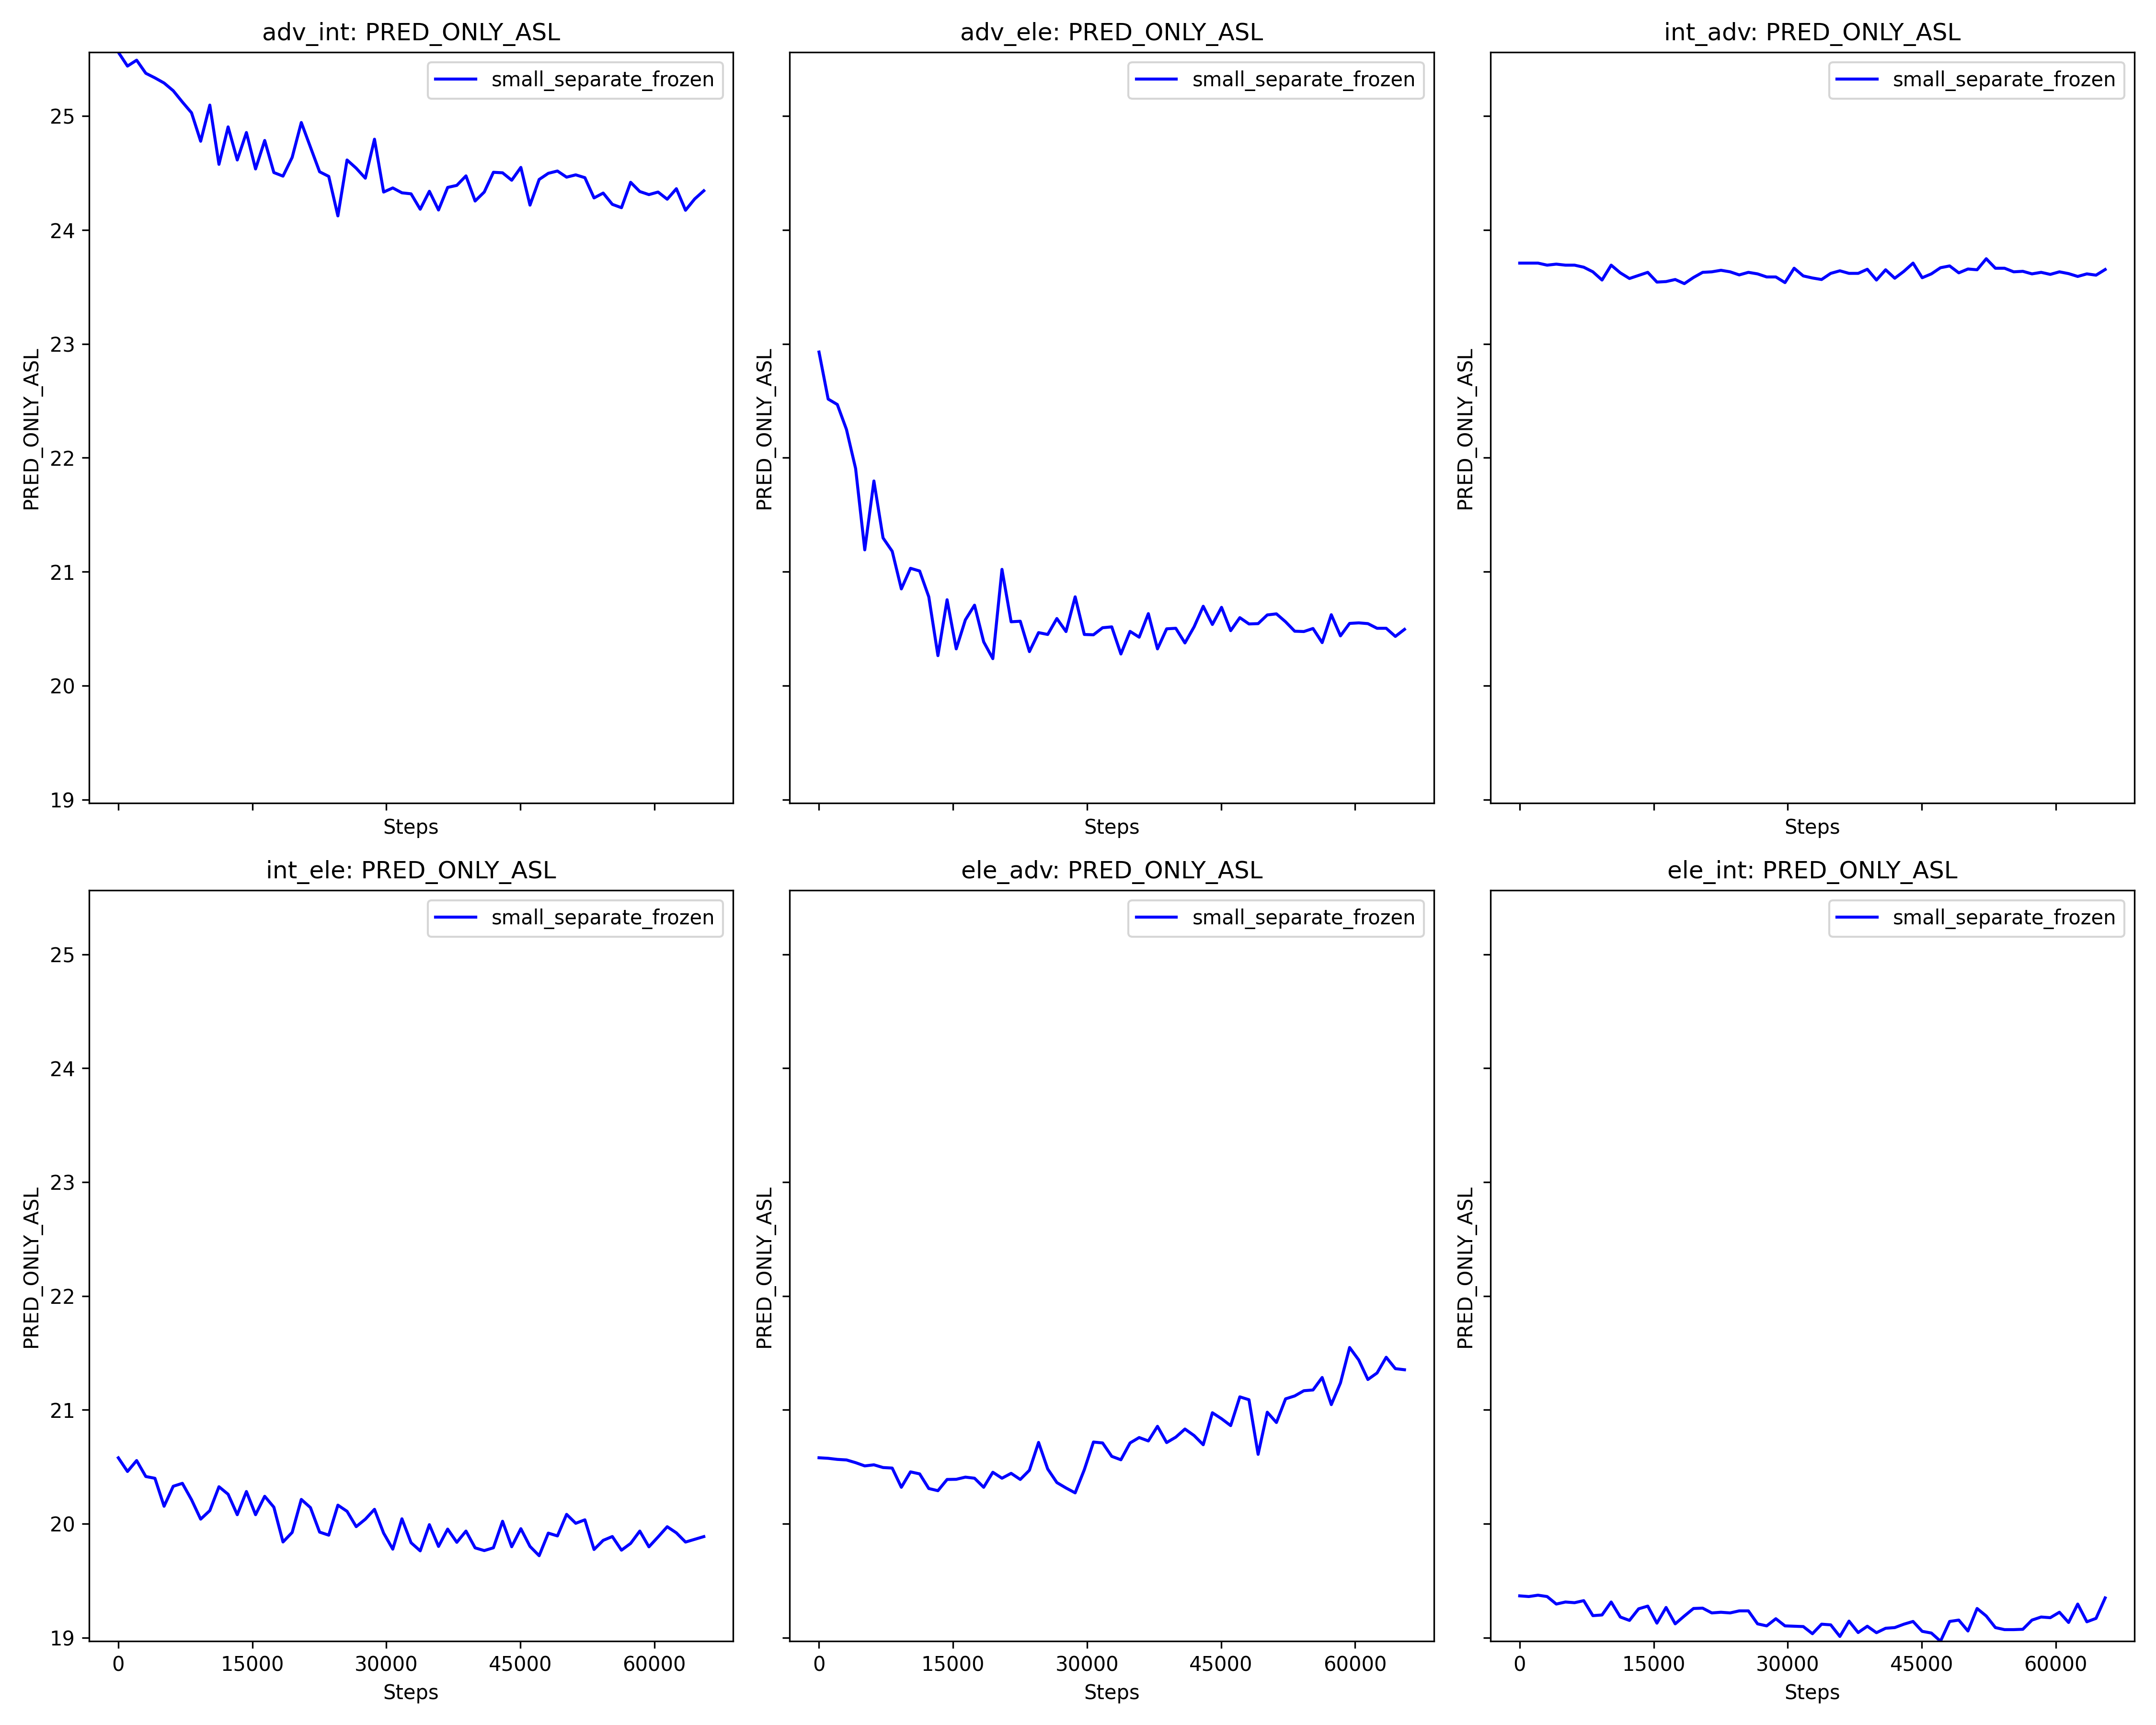 adv_int: PRED_ONLY_ASL
adv_ele: PRED_ONLY_ASL
int_adv: PRED_ONLY_ASL
small_separate_frozen
small_separate_frozen
small_separate_frozen
25
24
23
22
21
20
19
PRED_ONLY_ASL
PRED_ONLY_ASL
PRED_ONLY_ASL
Steps
Steps
Steps
int_ele: PRED_ONLY_ASL
ele_adv: PRED_ONLY_ASL
ele_int: PRED_ONLY_ASL
small_separate_frozen
small_separate_frozen
small_separate_frozen
25
24
23
22
21
20
19
PRED_ONLY_ASL
PRED_ONLY_ASL
PRED_ONLY_ASL
0 15000 30000 45000 60000
0 15000 30000 45000 60000
0 15000 30000 45000 60000
Steps
Steps
Steps